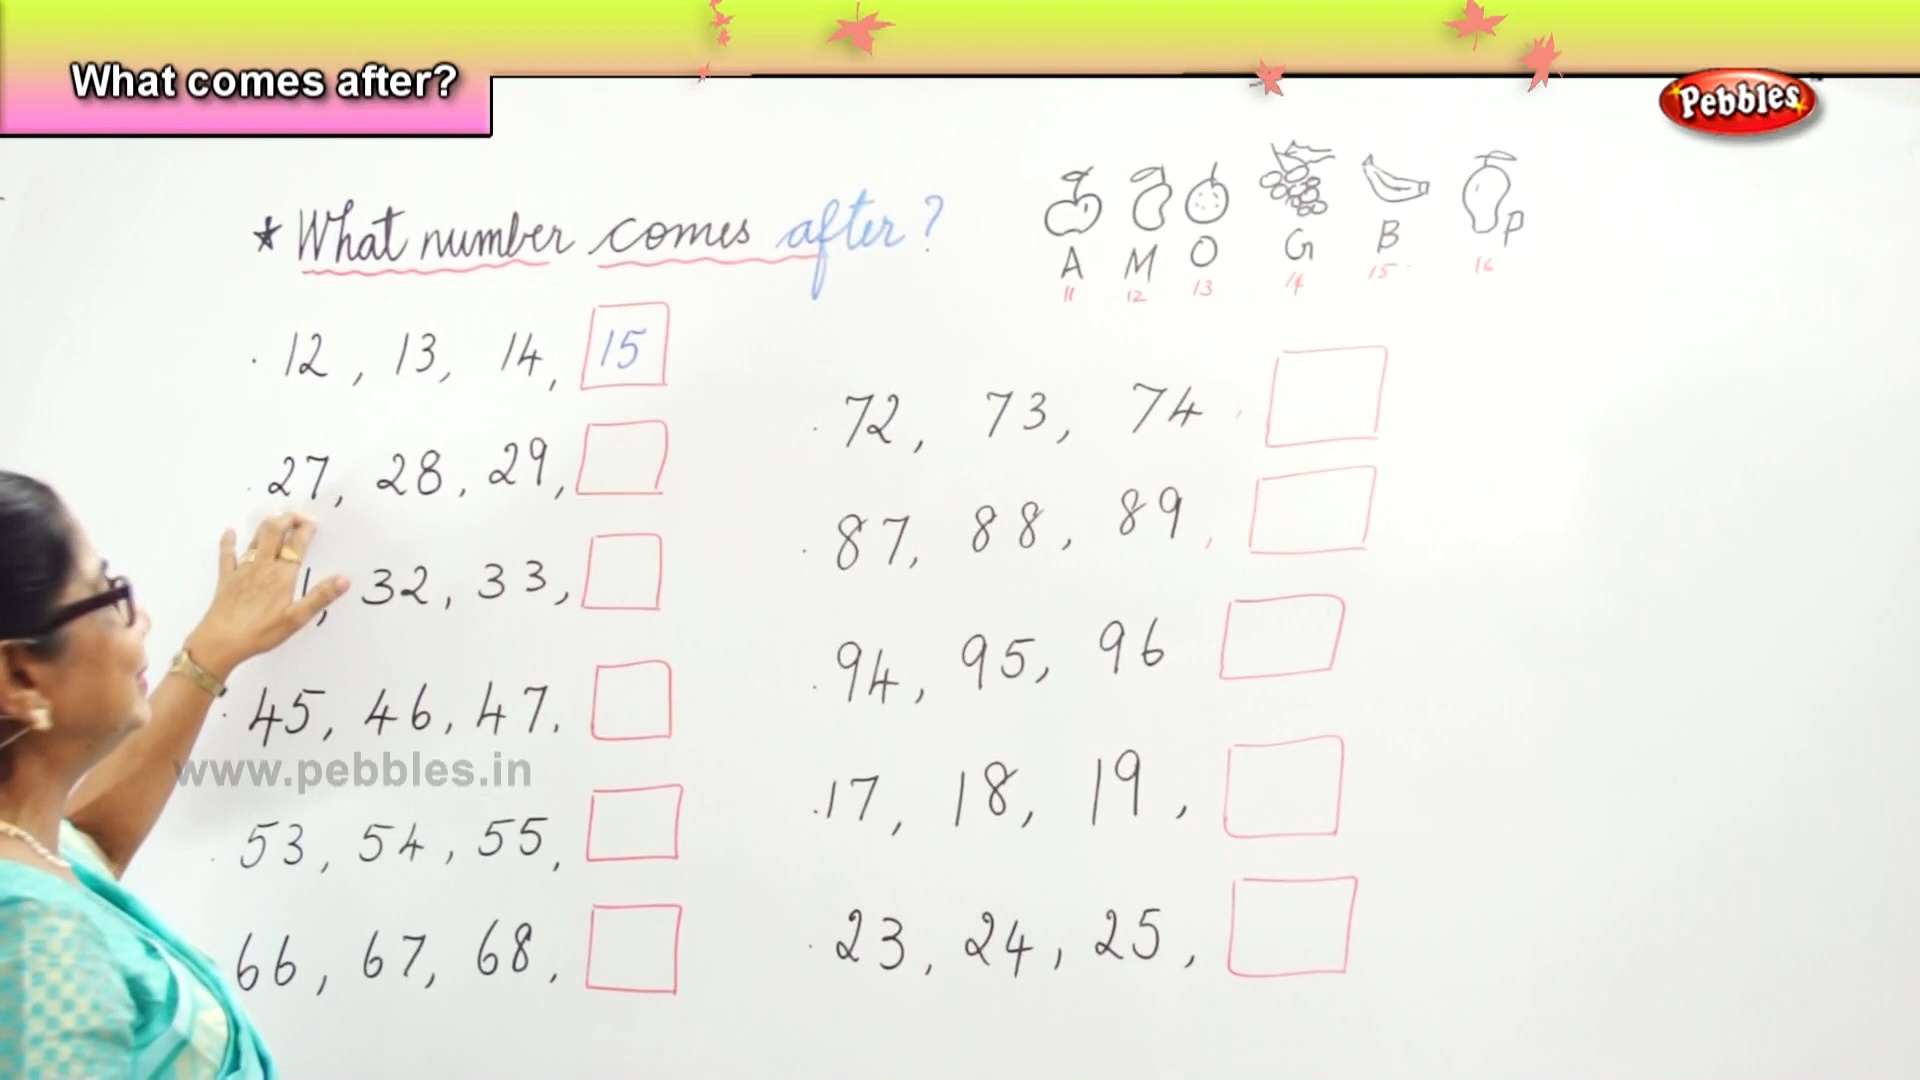 What comes after?
Pebbles
★ What number comes after?
A M O G B P
11 12 13 14 15 16
. 12, 13, 14, 15
. 27, 28, 29,
1, 32, 33,
. 45, 46, 47.
. 53, 54, 55,
66, 67, 68,
. 72, 73, 74,
. 87, 88, 89,
. 94, 95, 96
. 17, 18, 19,
. 23, 24, 25,
www.pebbles.in